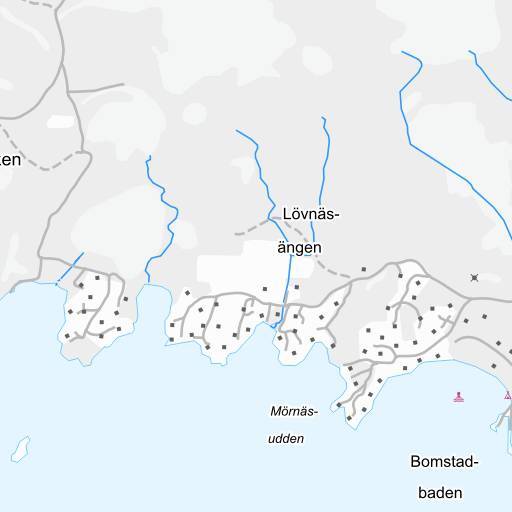 ken
Lövnäs-
ängen
Mörnäs-
udden
Bomstad-
baden